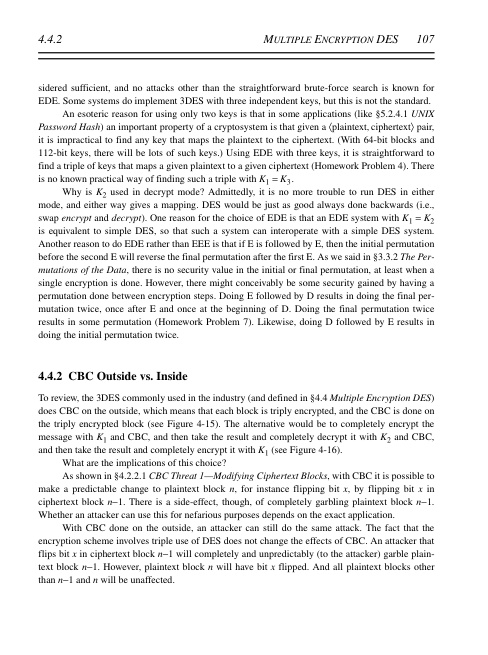 4.4.2 MULTIPLE ENCRYPTION DES 107
sidered sufficient, and no attacks other than the straightforward brute-force search is known for
EDE. Some systems do implement 3DES with three independent keys, but this is not the standard.
An esoteric reason for using only two keys is that in some applications (like §5.2.4.1 UNIX
Password Hash) an important property of a cryptosystem is that given a ⟨plaintext, ciphertext⟩ pair,
it is impractical to find any key that maps the plaintext to the ciphertext. (With 64-bit blocks and
112-bit keys, there will be lots of such keys.) Using EDE with three keys, it is straightforward to
find a triple of keys that maps a given plaintext to a given ciphertext (Homework Problem 4). There
is no known practical way of finding such a triple with K1 = K3.
Why is K2 used in decrypt mode? Admittedly, it is no more trouble to run DES in either
mode, and either way gives a mapping. DES would be just as good always done backwards (i.e.,
swap encrypt and decrypt). One reason for the choice of EDE is that an EDE system with K1 = K2
is equivalent to simple DES, so that such a system can interoperate with a simple DES system.
Another reason to do EDE rather than EEE is that if E is followed by E, then the initial permutation
before the second E will reverse the final permutation after the first E. As we said in §3.3.2 The Per-
mutations of the Data, there is no security value in the initial or final permutation, at least when a
single encryption is done. However, there might conceivably be some security gained by having a
permutation done between encryption steps. Doing E followed by D results in doing the final per-
mutation twice, once after E and once at the beginning of D. Doing the final permutation twice
results in some permutation (Homework Problem 7). Likewise, doing D followed by E results in
doing the initial permutation twice.
4.4.2 CBC Outside vs. Inside
To review, the 3DES commonly used in the industry (and defined in §4.4 Multiple Encryption DES)
does CBC on the outside, which means that each block is triply encrypted, and the CBC is done on
the triply encrypted block (see Figure 4-15). The alternative would be to completely encrypt the
message with K1 and CBC, and then take the result and completely decrypt it with K2 and CBC,
and then take the result and completely encrypt it with K1 (see Figure 4-16).
What are the implications of this choice?
As shown in §4.2.2.1 CBC Threat 1—Modifying Ciphertext Blocks, with CBC it is possible to
make a predictable change to plaintext block n, for instance flipping bit x, by flipping bit x in
ciphertext block n−1. There is a side-effect, though, of completely garbling plaintext block n−1.
Whether an attacker can use this for nefarious purposes depends on the exact application.
With CBC done on the outside, an attacker can still do the same attack. The fact that the
encryption scheme involves triple use of DES does not change the effects of CBC. An attacker that
flips bit x in ciphertext block n−1 will completely and unpredictably (to the attacker) garble plain-
text block n−1. However, plaintext block n will have bit x flipped. And all plaintext blocks other
than n−1 and n will be unaffected.